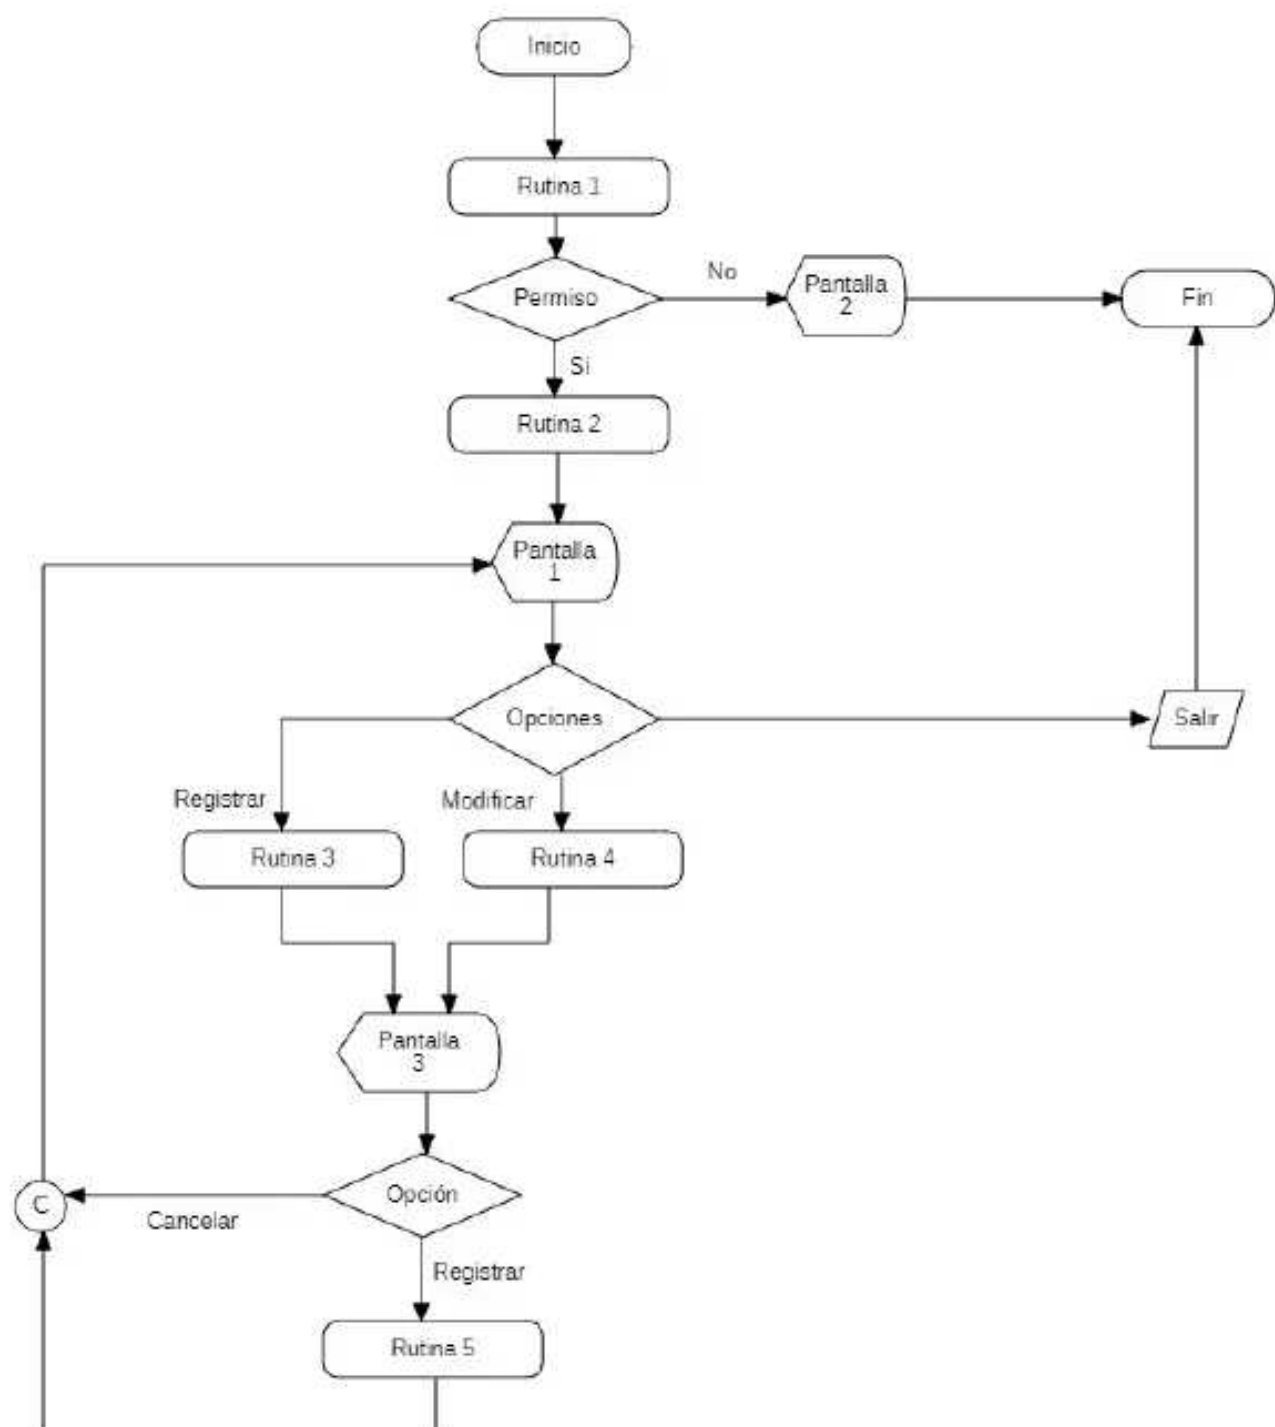 Inicio
Rutina 1
Permiso
No
Pantalla
2
Fin
Si
Rutina 2
Pantalla
1
Opciones
Salir
Registrar
Modificar
Rutina 3
Rutina 4
Pantalla
3
Opción
C
Cancelar
Registrar
Rutina 5